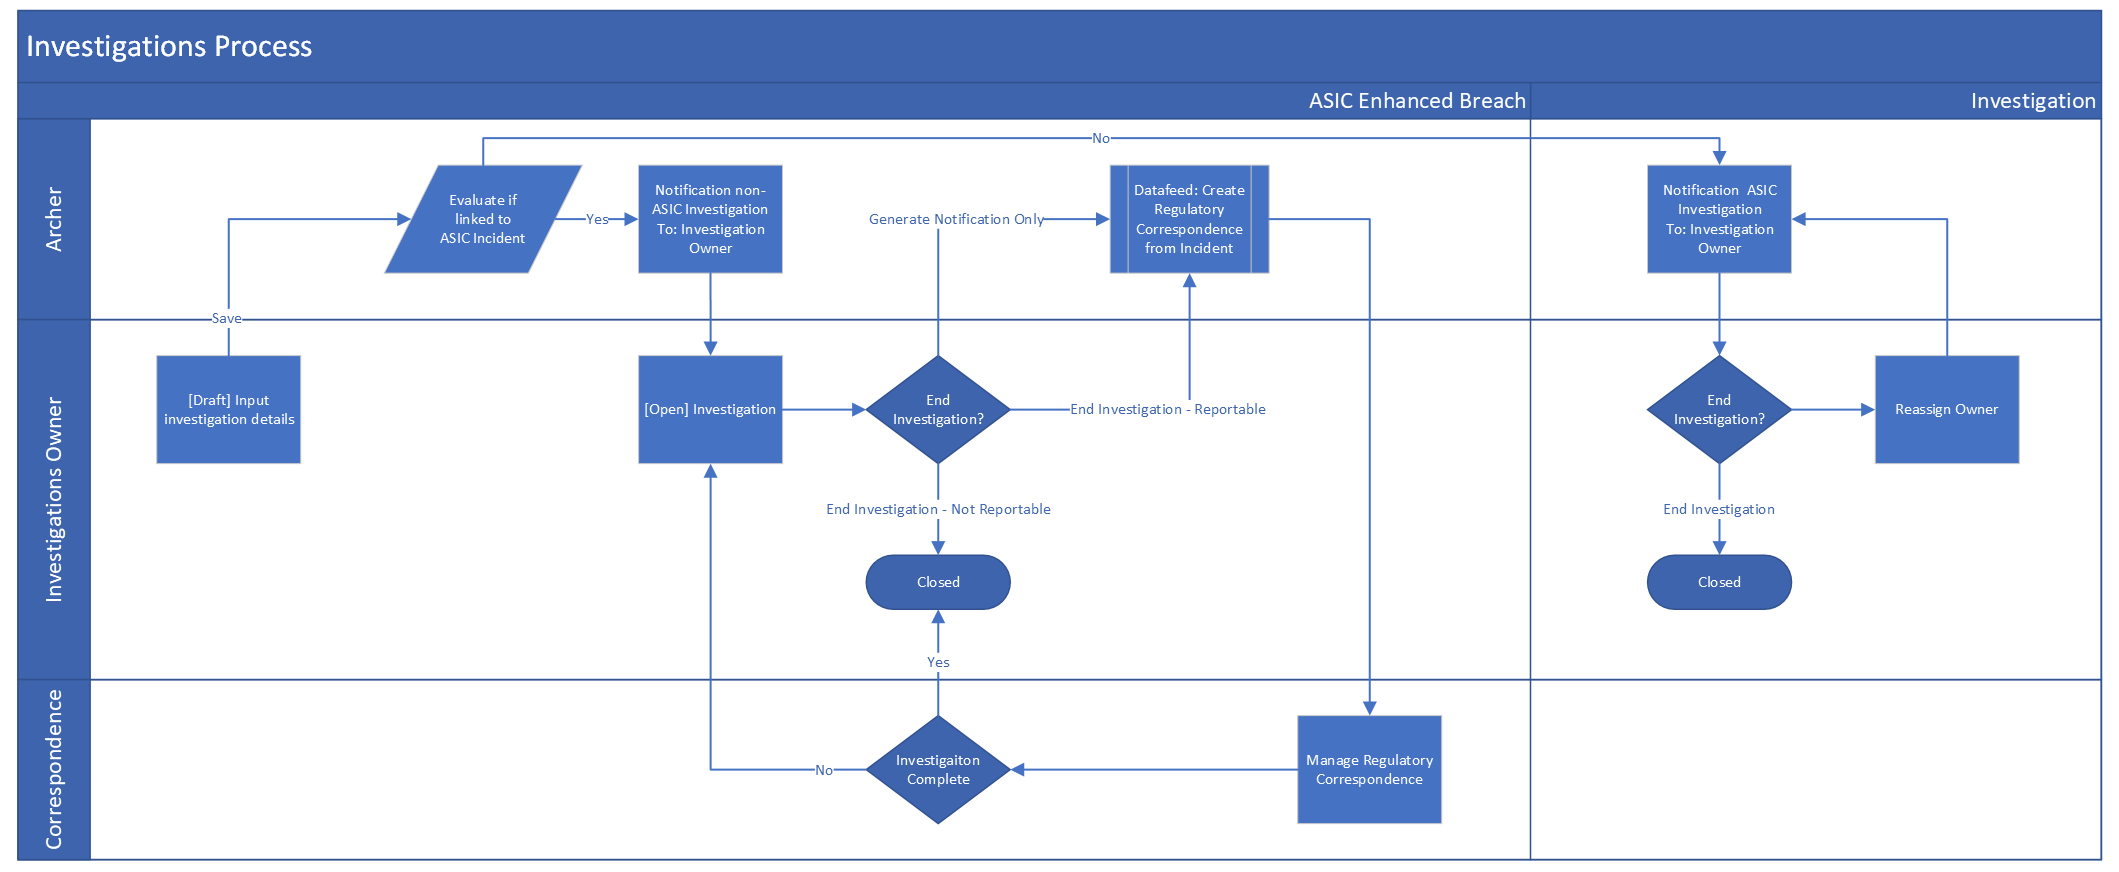 Investigations Process
ASIC Enhanced Breach
Investigation
Archer
No
Evaluate if
linked to
ASIC Incident
Yes
Notification non-
ASIC Investigation
To: Investigation
Owner
Generate Notification Only
Datafeed: Create
Regulatory
Correspondence
from Incident
Notification  ASIC
Investigation
To: Investigation
Owner
Save
Investigations Owner
[Draft] Input
investigation details
[Open] Investigation
End
Investigation?
End Investigation - Reportable
End
Investigation?
Reassign Owner
End Investigation - Not Reportable
End Investigation
Closed
Closed
Yes
Correspondence
No
Investigaiton
Complete
Manage Regulatory
Correspondence